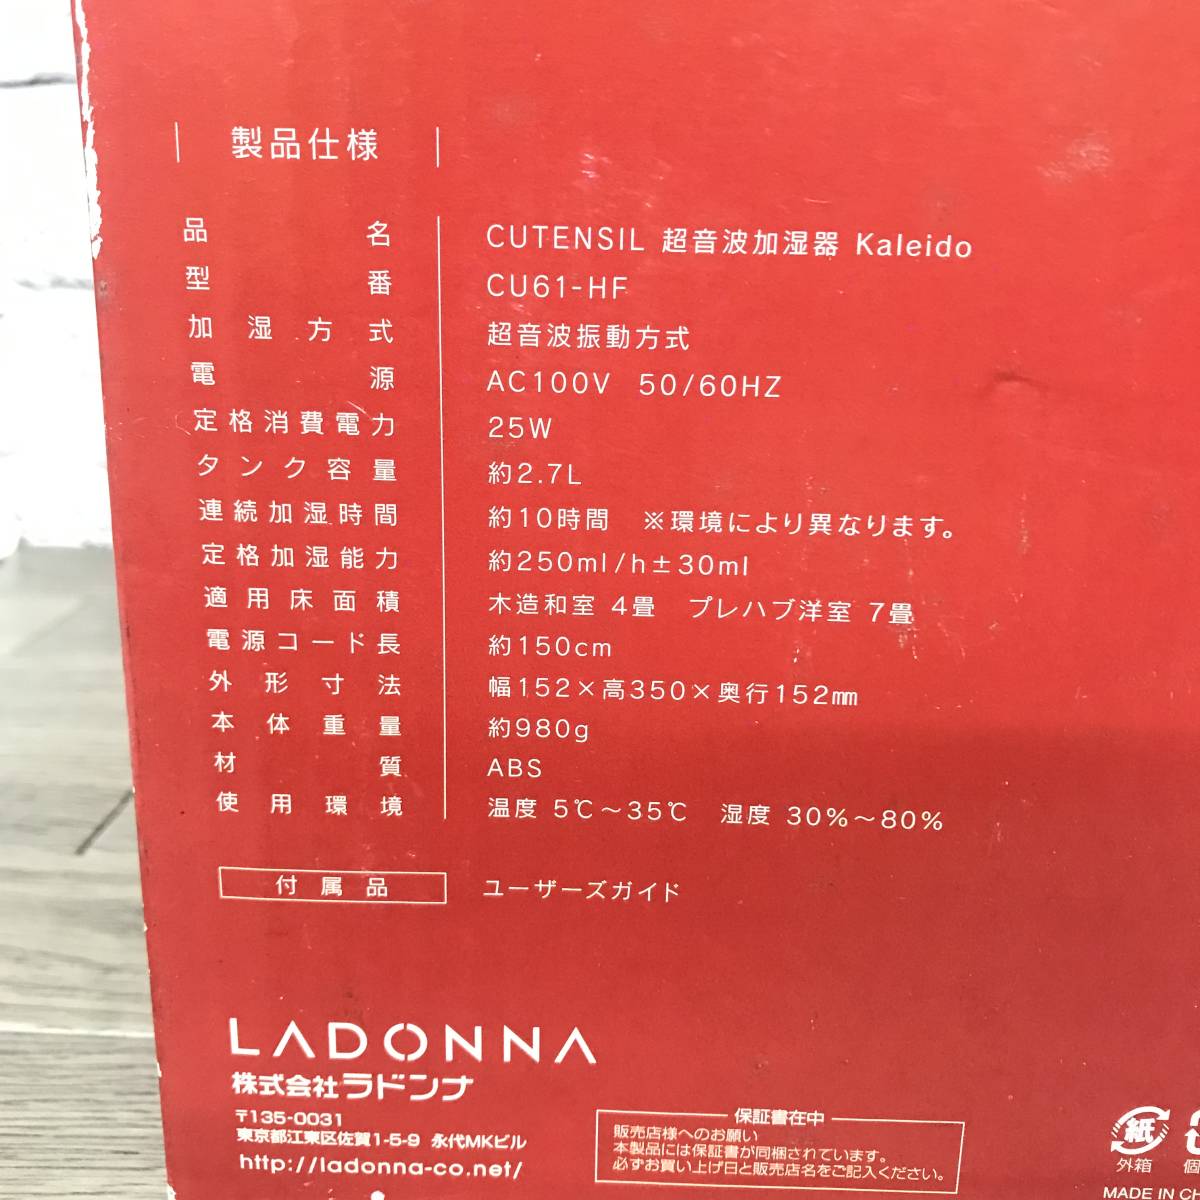 製品仕様
品名 CUTENSIL 超音波加湿器 Kaleido
型番 CU61-HF
加湿方式 超音波振動方式
電源 AC100V 50/60HZ
定格消費電力 25W
タンク容量 約2.7L
連続加湿時間 約10時間 ※環境により異なります。
定格加湿能力 約250ml/h±30ml
適用床面積 木造和室 4畳 プレハブ洋室 7畳
電源コード長 約150cm
外形寸法 幅152×高350×奥行152mm
本体重量 約980g
材質 ABS
使用環境 温度 5℃～35℃ 湿度 30%～80%
付属品 ユーザーズガイド
LADONNA
株式会社ラドンナ
〒135-0031
東京都江東区佐賀1-5-9 永代MKビル
http://ladonna-co.net/
保証書在中
販売店様へのお願い
本製品には保証書が同梱されています。
必ずお買い上げ日と販売店名をご記入ください。
紙
外箱
個
MADE IN CH